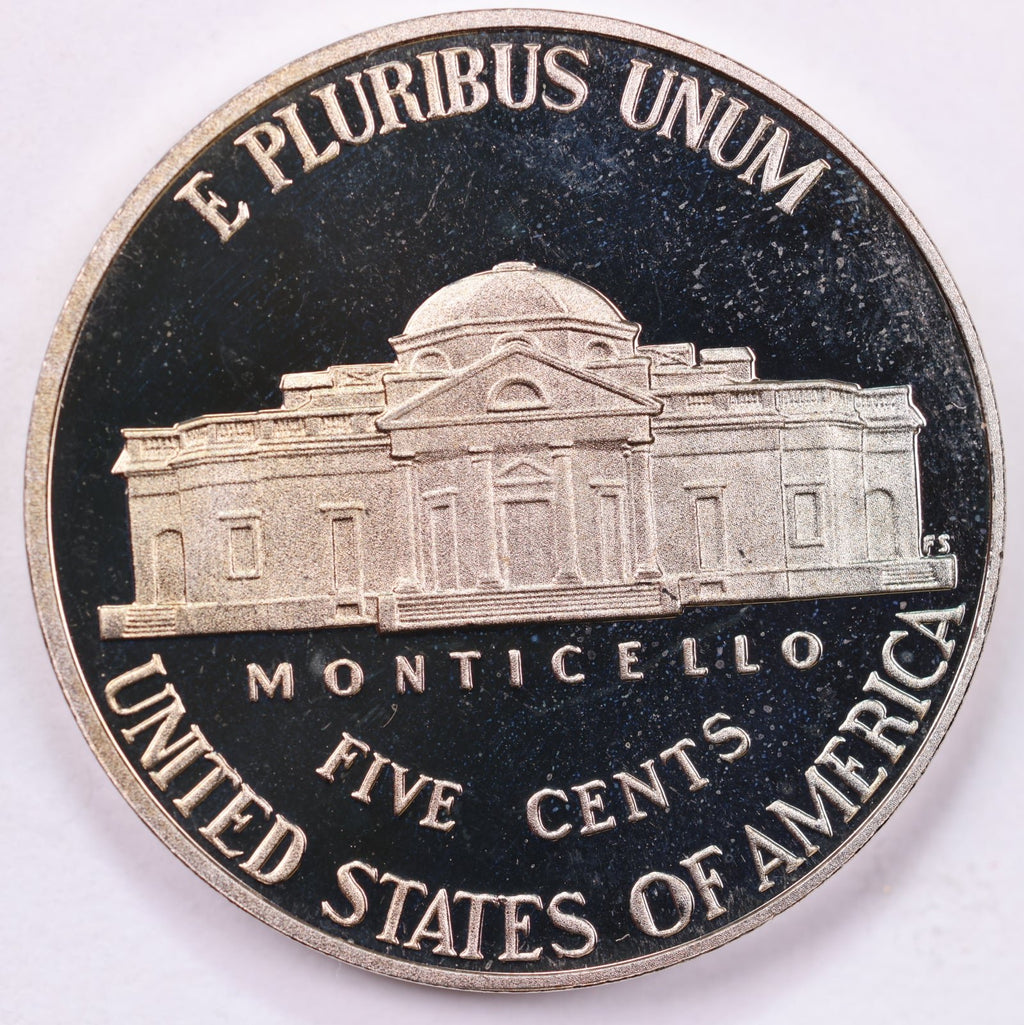 E PLURIBUS UNUM
FS
MONTICELLO
FIVE CENTS
UNITED STATES OF AMERICA